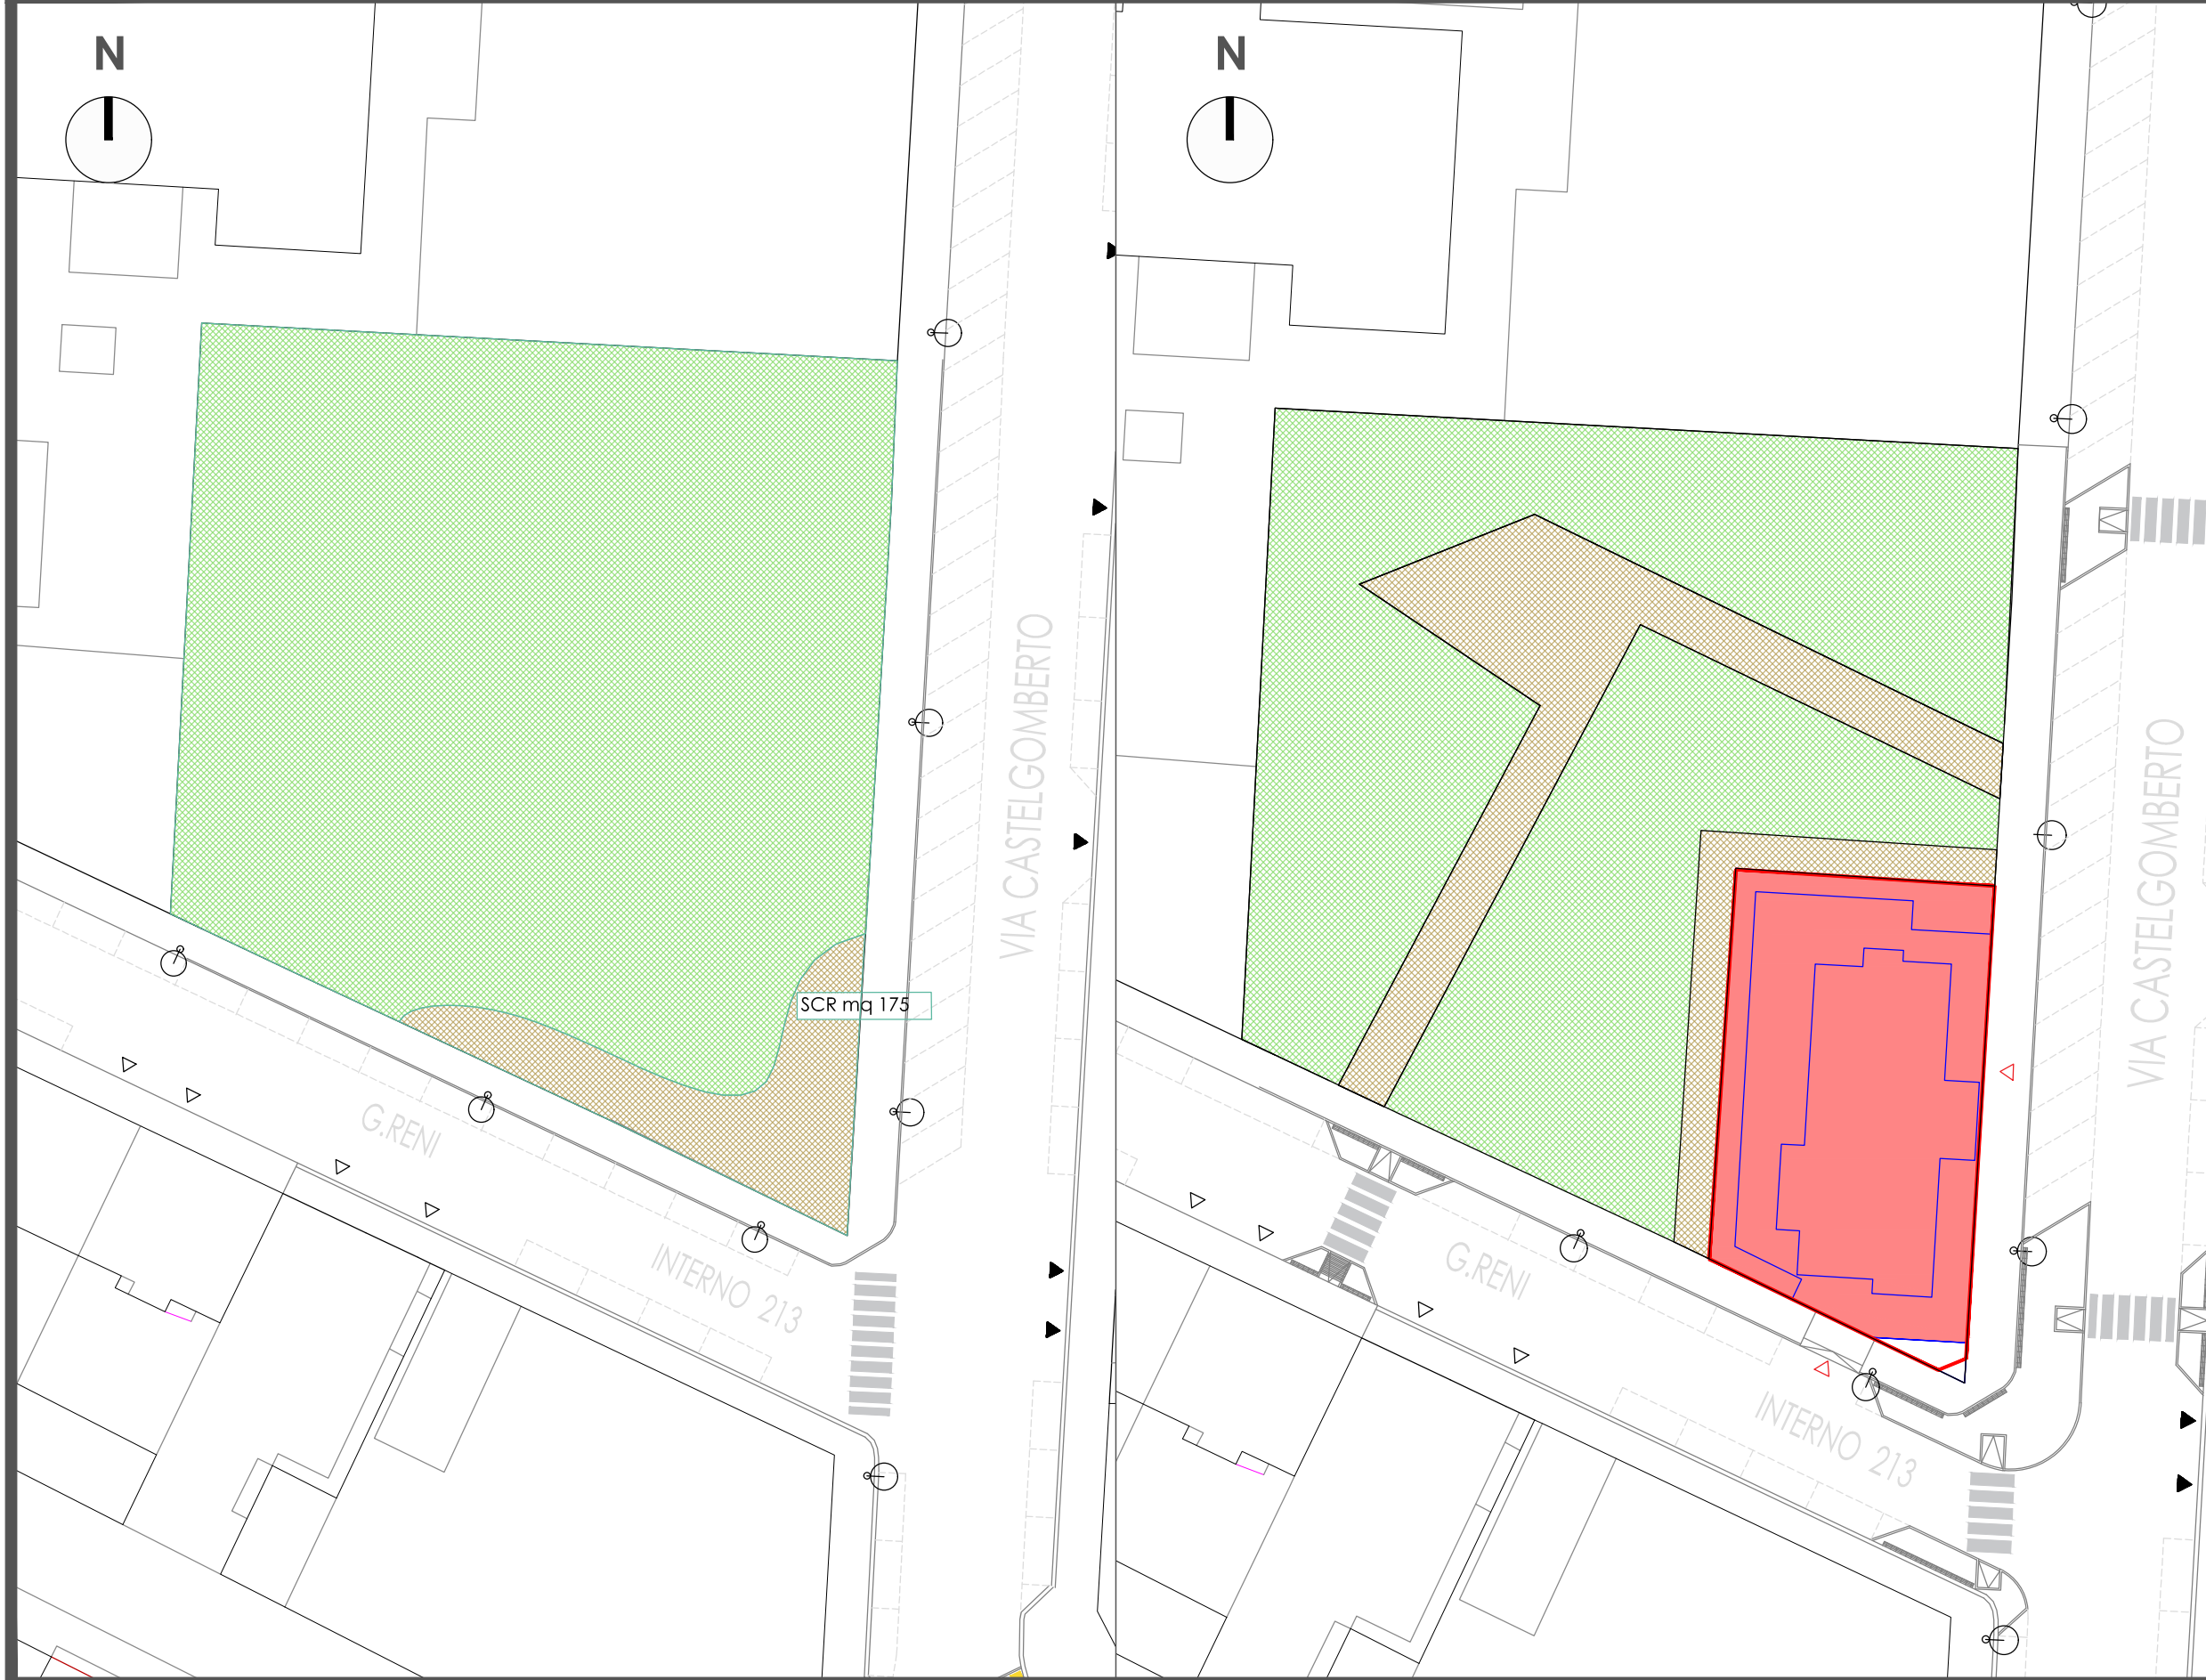 N
VIA CASTELGOMBERTO
SCR mq 175
G.RENI
INTERNO 213
N
VIA CASTELGOMBERTO
G.RENI
INTERNO 213